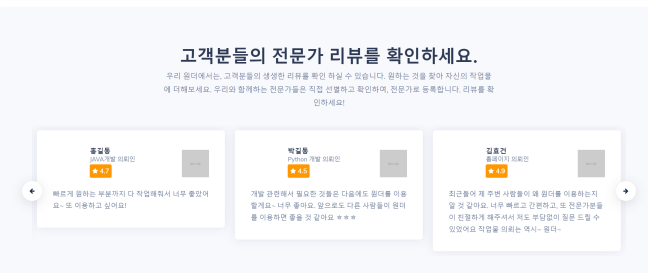 고객분들의 전문가 리뷰를 확인하세요.
우리 원더에서는, 고객분들의 생생한 리뷰를 확인 하실 수 있습니다. 원하는 것을 찾아 자신의 작업물
에 더해보세요. 우리와 함께하는 전문가들은 직접 선별하고 확인하여, 전문가로 등록합니다. 리뷰를 확
인하세요!
홍길동
JAVA개발 의뢰인
★ 4.7
빠르게 원하는 부분까지 다 작업해줘서 너무 좋았어
요~ 또 이용하고 싶어요!
박길동
Python 개발 의뢰인
★ 4.5
개발 관련해서 필요한 것들은 다음에도 원더를 이용
할게요~ 너무 좋아요. 앞으로도 다른 사람들이 원더
를 이용하면 좋을 것 같아요 ㅎㅎㅎ
김효건
홈페이지 의뢰인
★ 4.9
최근들어 제 주변 사람들이 왜 원더를 이용하는지
알 것 같아요. 너무 빠르고 간편하고, 또 전문가분들
이 친절하게 해주셔서 저도 부담없이 질문 드릴 수
있었어요 작업물 의뢰는 역시~ 원더~